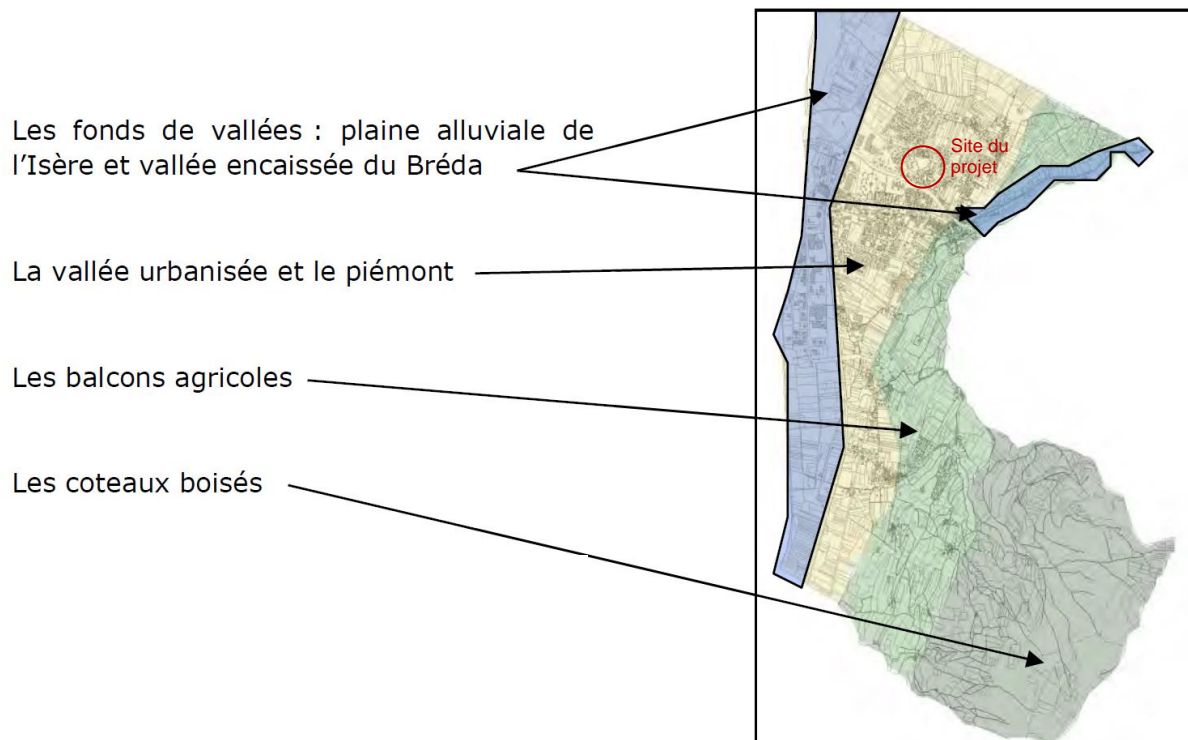 Les fonds de vallées : plaine alluviale de
l'Isère et vallée encaissée du Bréda
Site du
projet
La vallée urbanisée et le piémont
Les balcons agricoles
Les coteaux boisés